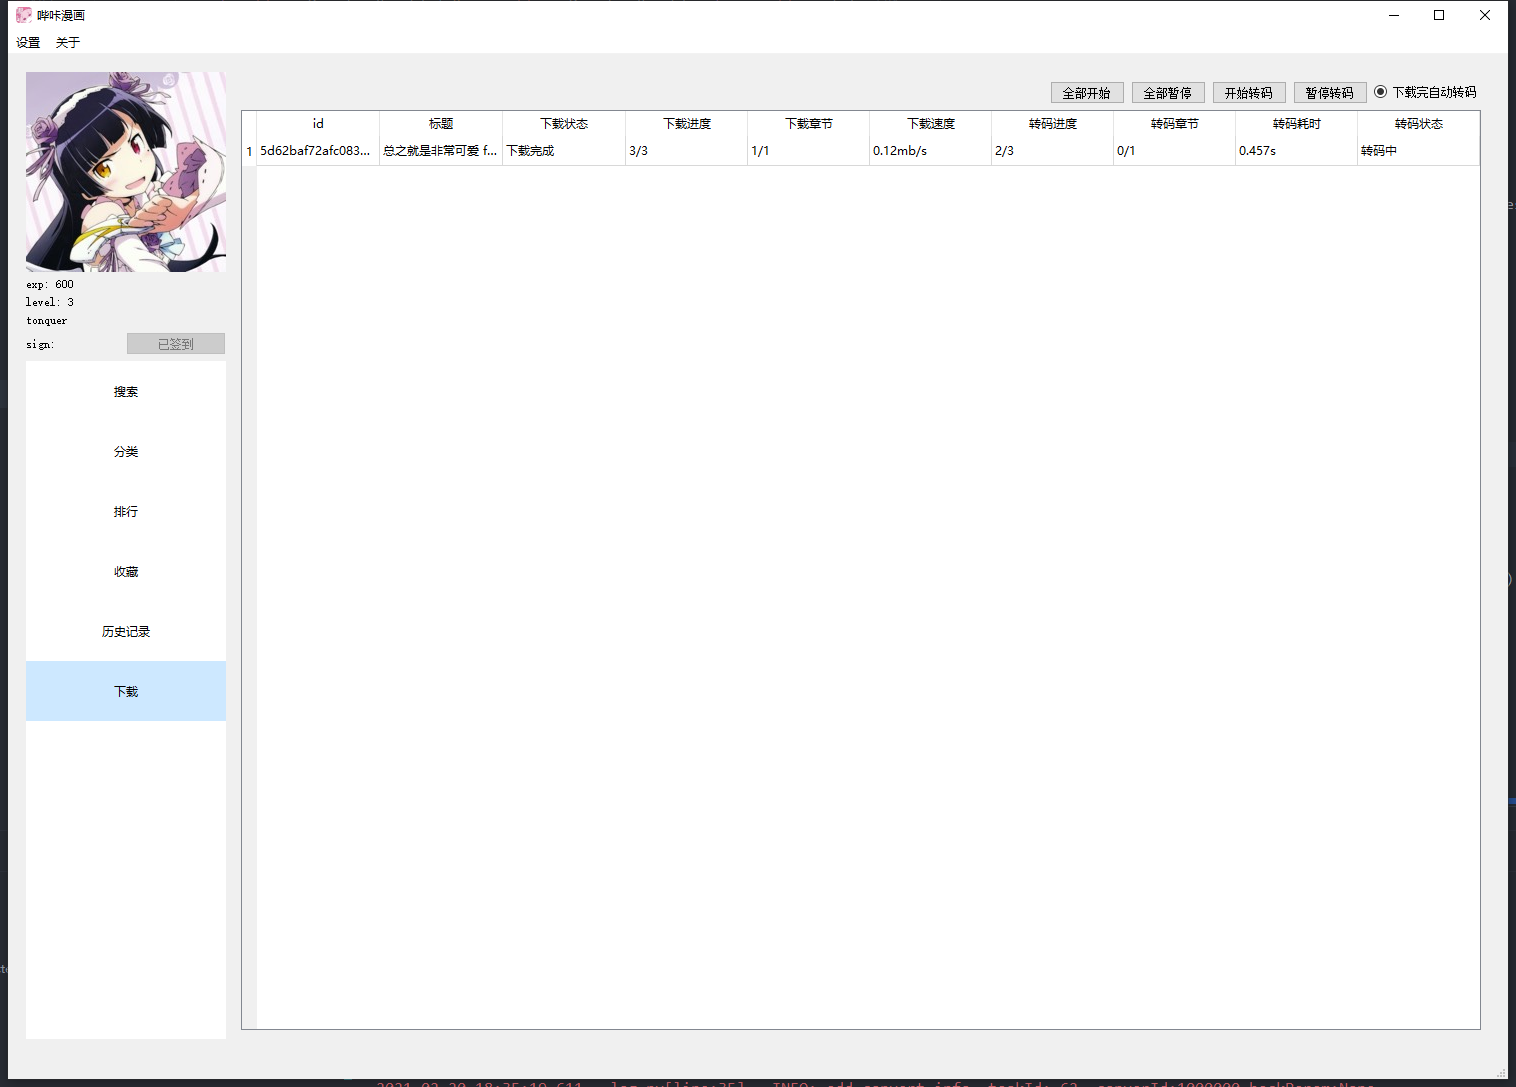 哔咔漫画
设置 关于
全部开始 全部暂停 开始转码 暂停转码 下载完自动转码
id 标题 下载状态 下载进度 下载章节 下载速度 转码进度 转码章节 转码耗时 转码状态
1 5d62baf72afc083... 总之就是非常可爱 f... 下载完成 3/3 1/1 0.12mb/s 2/3 0/1 0.457s 转码中
exp: 600
level: 3
tonquer
sign: 已签到
搜索
分类
排行
收藏
历史记录
下载